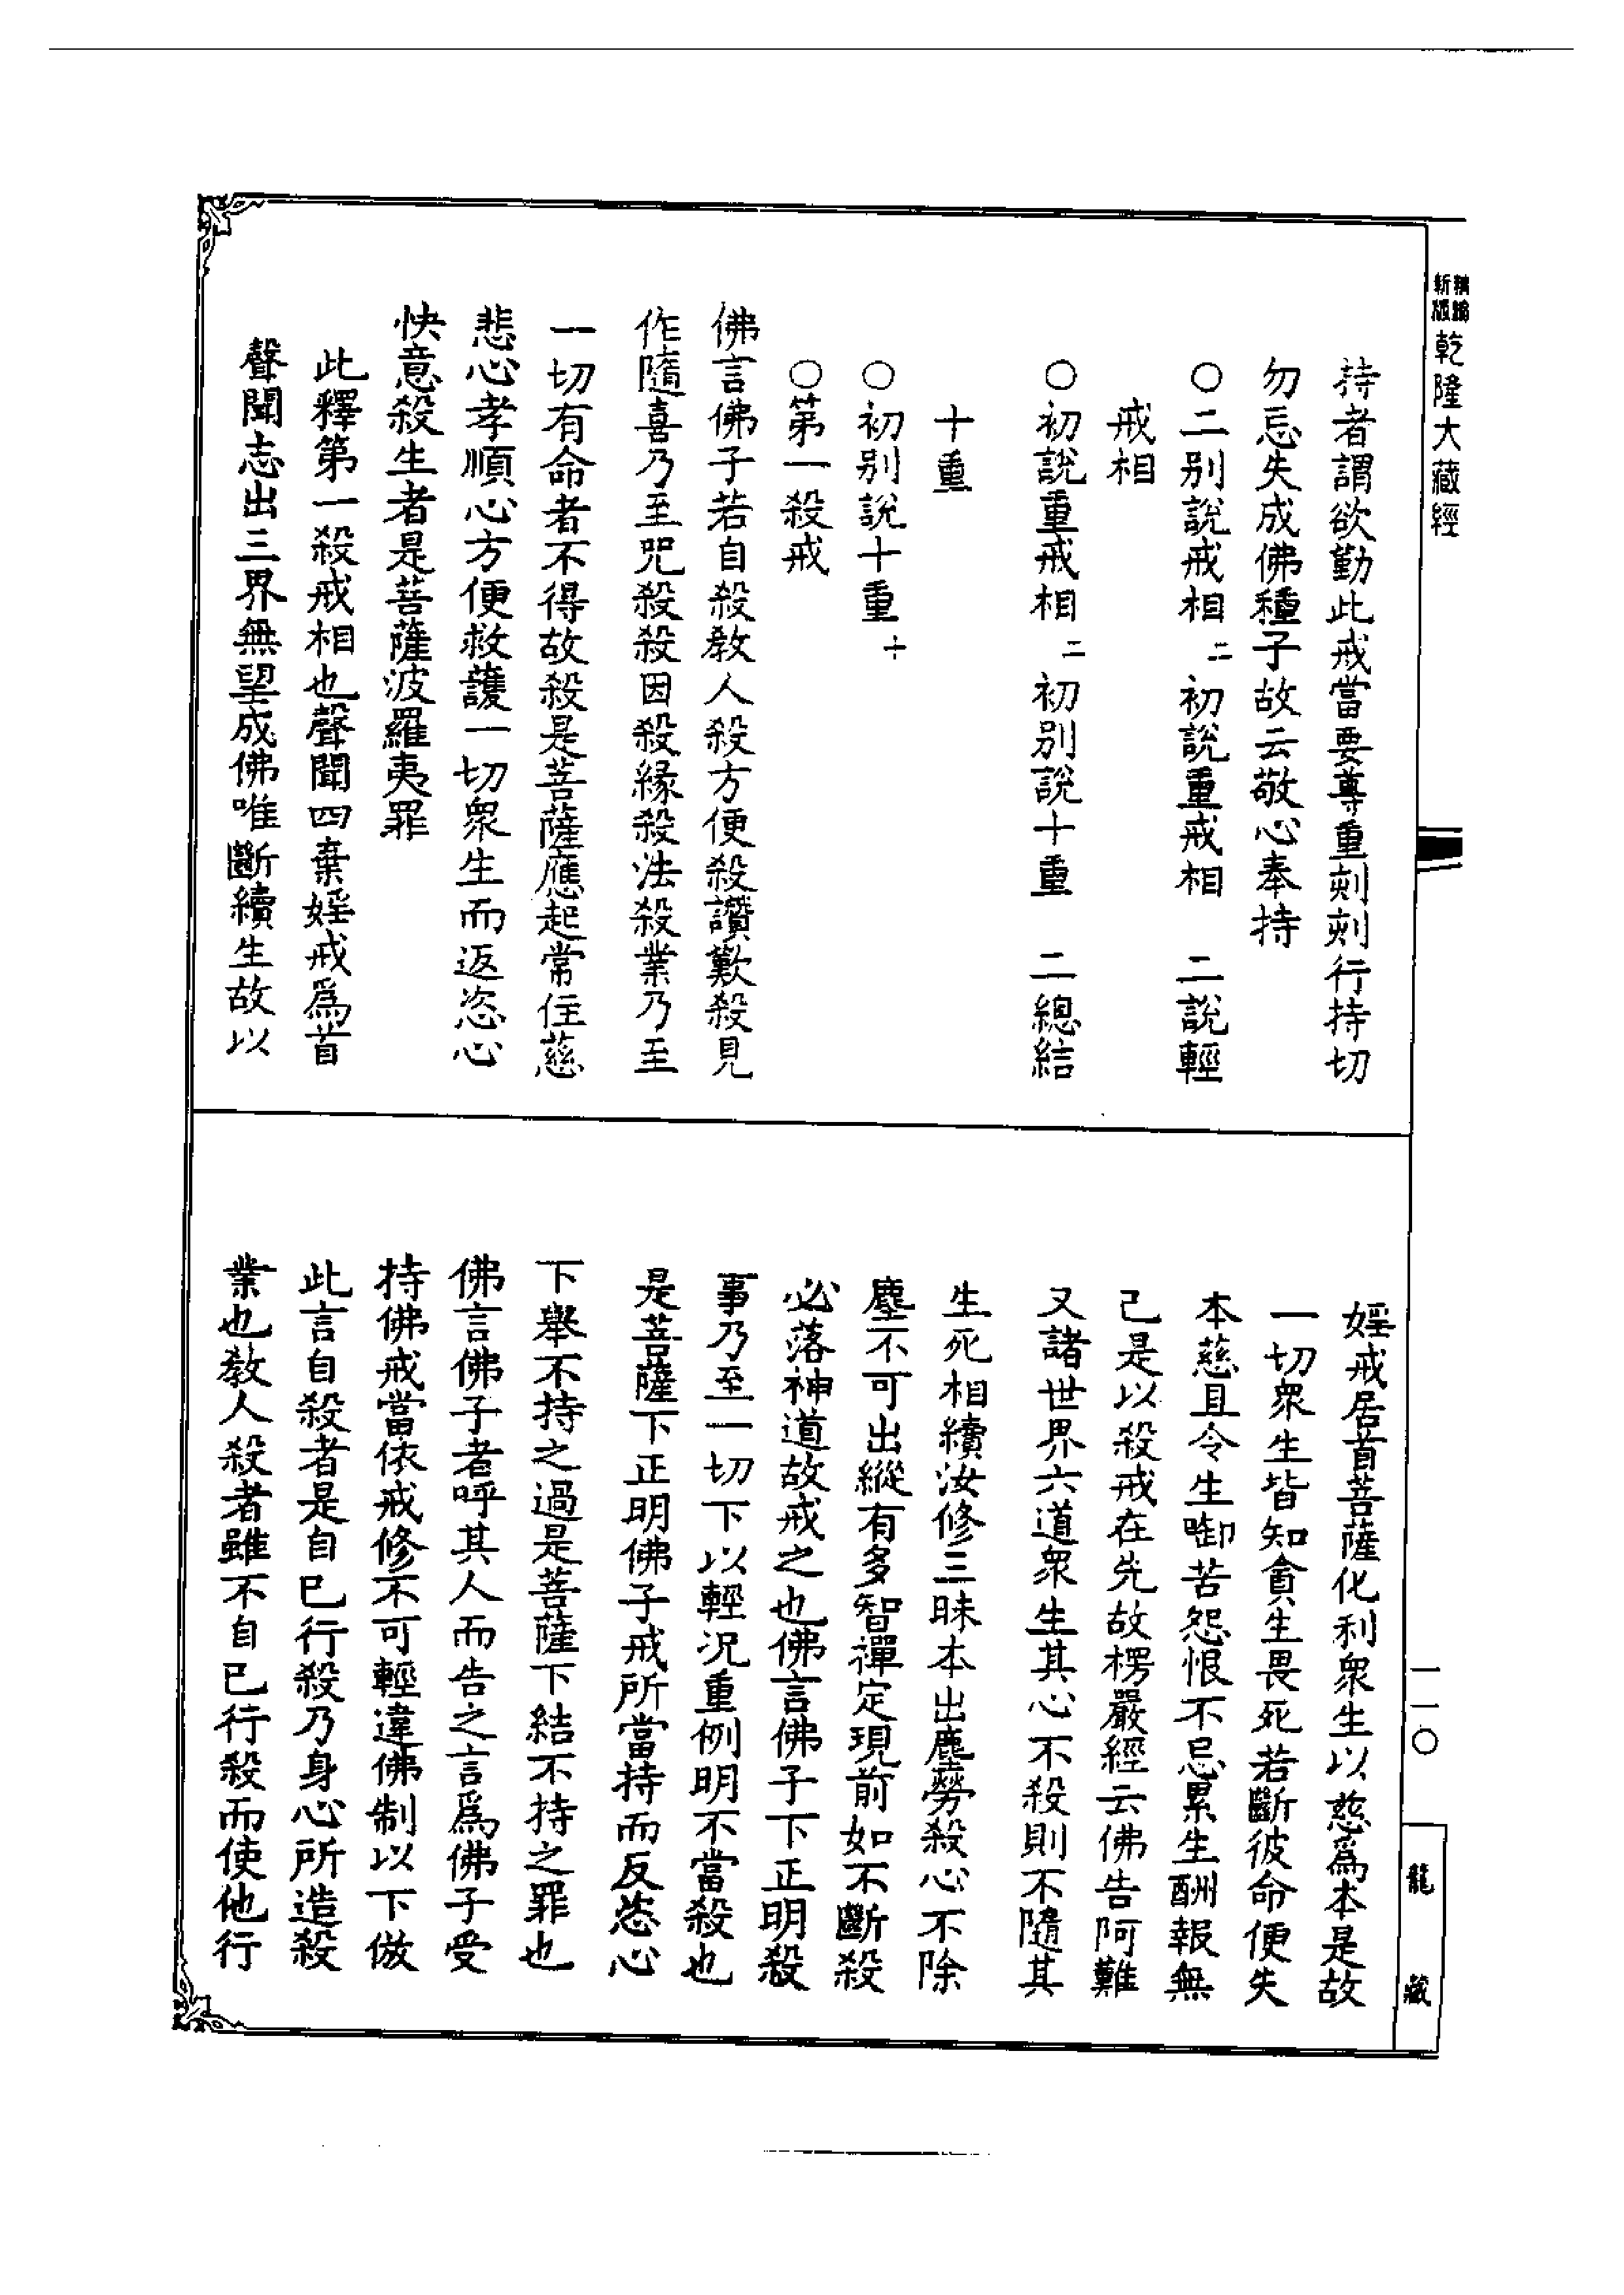 新編
新版
乾隆大藏經
持者謂欲勤此戒當要尊重刻刻行持切
勿忘失成佛種子故云敬心奉持
○二別說戒相二 初說重戒相 二說輕
戒相
○初說重戒相二 初別說十重 二總結
十重
○初別說十重十
○第一殺戒
佛言佛子若自殺教人殺方便殺讚歎殺見
作隨喜乃至咒殺殺因殺緣殺法殺業乃至
一切有命者不得故殺是菩薩應起常住慈
悲心孝順心方便救護一切眾生而返恣心
快意殺生者是菩薩波羅夷罪
此釋第一殺戒相也聲聞四棄婬戒為首
聲聞志出三界無望成佛唯斷續生故以
婬戒居首菩薩化利眾生以慈為本是故
一切眾生皆知貪生畏死若斷彼命便失
本慈且令生啣苦怨恨不忘累生酬報無
已是以殺戒在先故楞嚴經云佛告阿難
又諸世界六道眾生其心不殺則不隨其
生死相續汝修三昧本出塵勞殺心不除
塵不可出縱有多智禪定現前如不斷殺
必落神道故戒之也佛言佛子下正明殺
事乃至一切下以輕況重例明不當殺也
是菩薩下正明佛子戒所當持而反恣心
下舉不持之過是菩薩下結不持之罪也
佛言佛子者呼其人而告之言為佛子受
持佛戒當依戒修不可輕違佛制以下倣
此言自殺者是自已行殺乃身心所造殺
業也教人殺者雖不自已行殺而使他行
一一○
龍藏